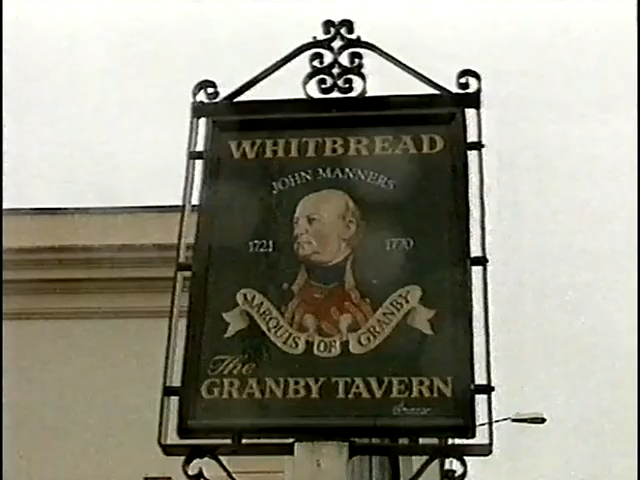 WHITBREAD
JOHN MANNERS
1721 1770
MARQUIS OF GRANBY
The
GRANBY TAVERN